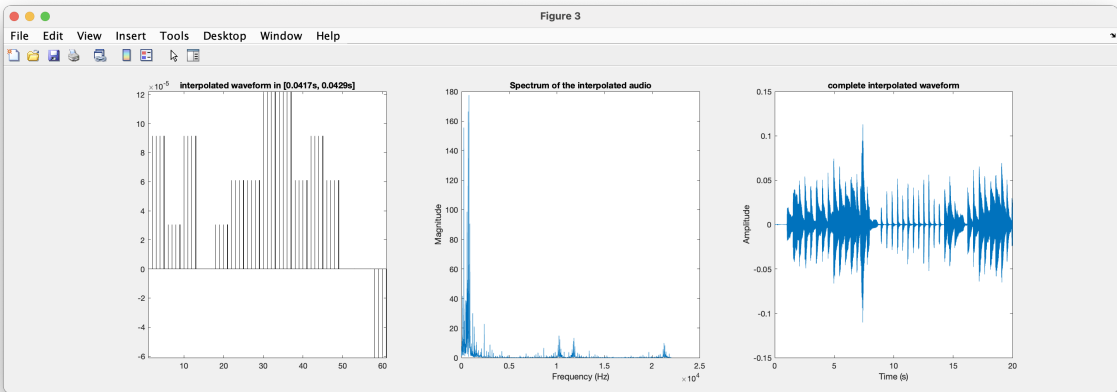 Figure 3
File Edit View Insert Tools Desktop Window Help
interpolated waveform in [0.0417s, 0.0429s]
×10^-5
12
10
8
6
4
2
0
-2
-4
-6
10 20 30 40 50 60
Spectrum of the interpolated audio
180
160
140
120
100
80
60
40
20
0
Magnitude
0 0.5 1 1.5 2 2.5
Frequency (Hz)
×10^4
complete interpolated waveform
0.15
0.1
0.05
0
-0.05
-0.1
-0.15
Amplitude
0 5 10 15 20
Time (s)